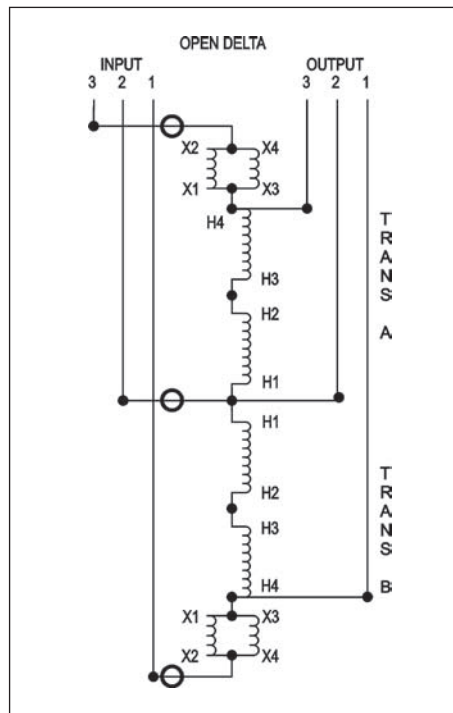 OPEN DELTA
INPUT OUTPUT
3 2 1 3 2 1
X2 X4
X1 X3
H4
H3
H2
H1
H1
H2
H3
H4
X1 X3
X2 X4
TRANS A
TRANS B